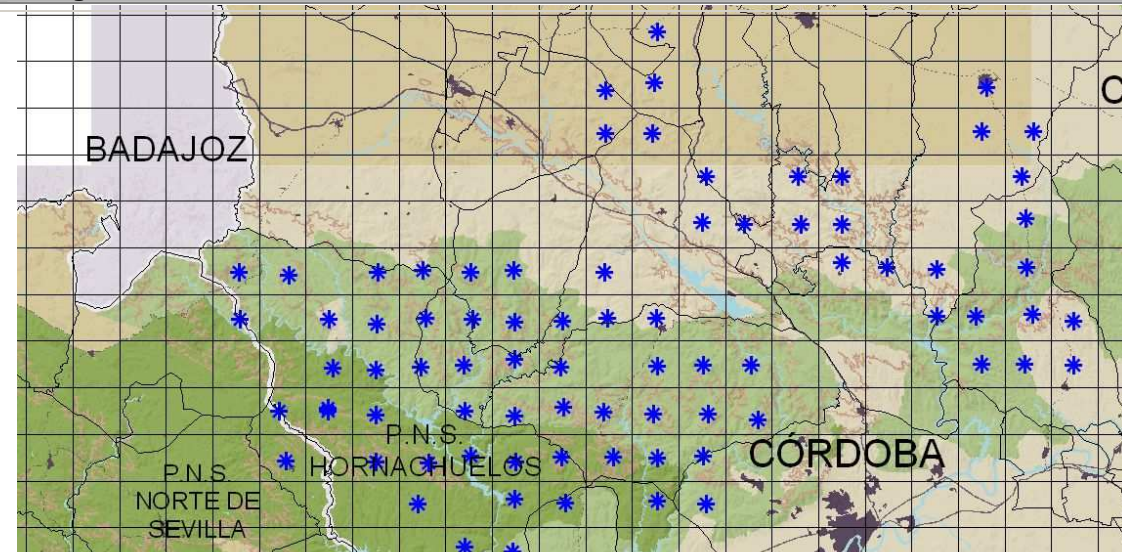 BADAJOZ
C
P.N.S.
HORNACHUELOS
CÓRDOBA
P.N.S.
NORTE DE
SEVILLA